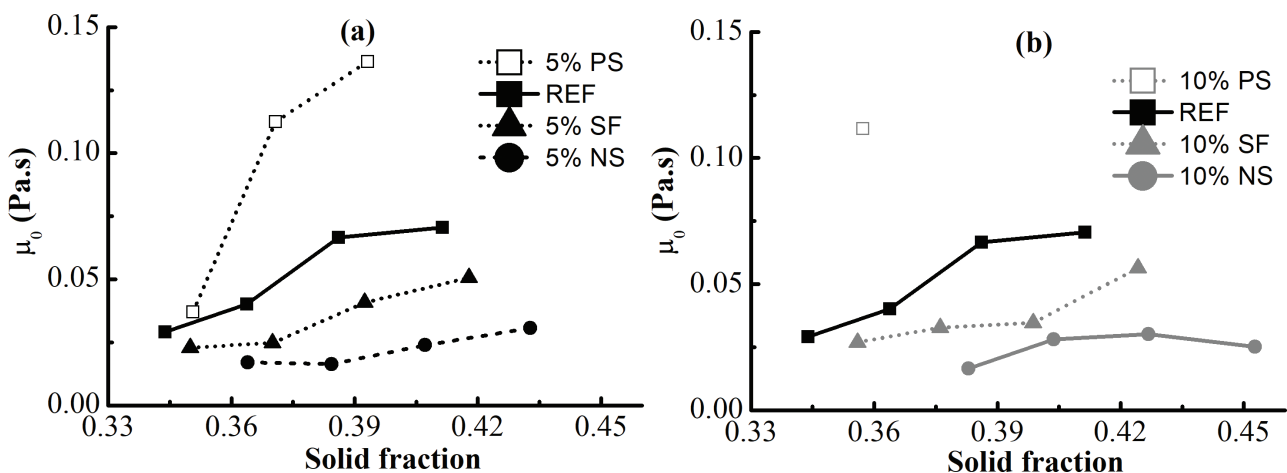 (a)
5% PS
REF
5% SF
5% NS
μ0 (Pa.s)
0.15
0.10
0.05
0.00
0.33 0.36 0.39 0.42 0.45
Solid fraction
(b)
10% PS
REF
10% SF
10% NS
μ0 (Pa.s)
0.15
0.10
0.05
0.00
0.33 0.36 0.39 0.42 0.45
Solid fraction